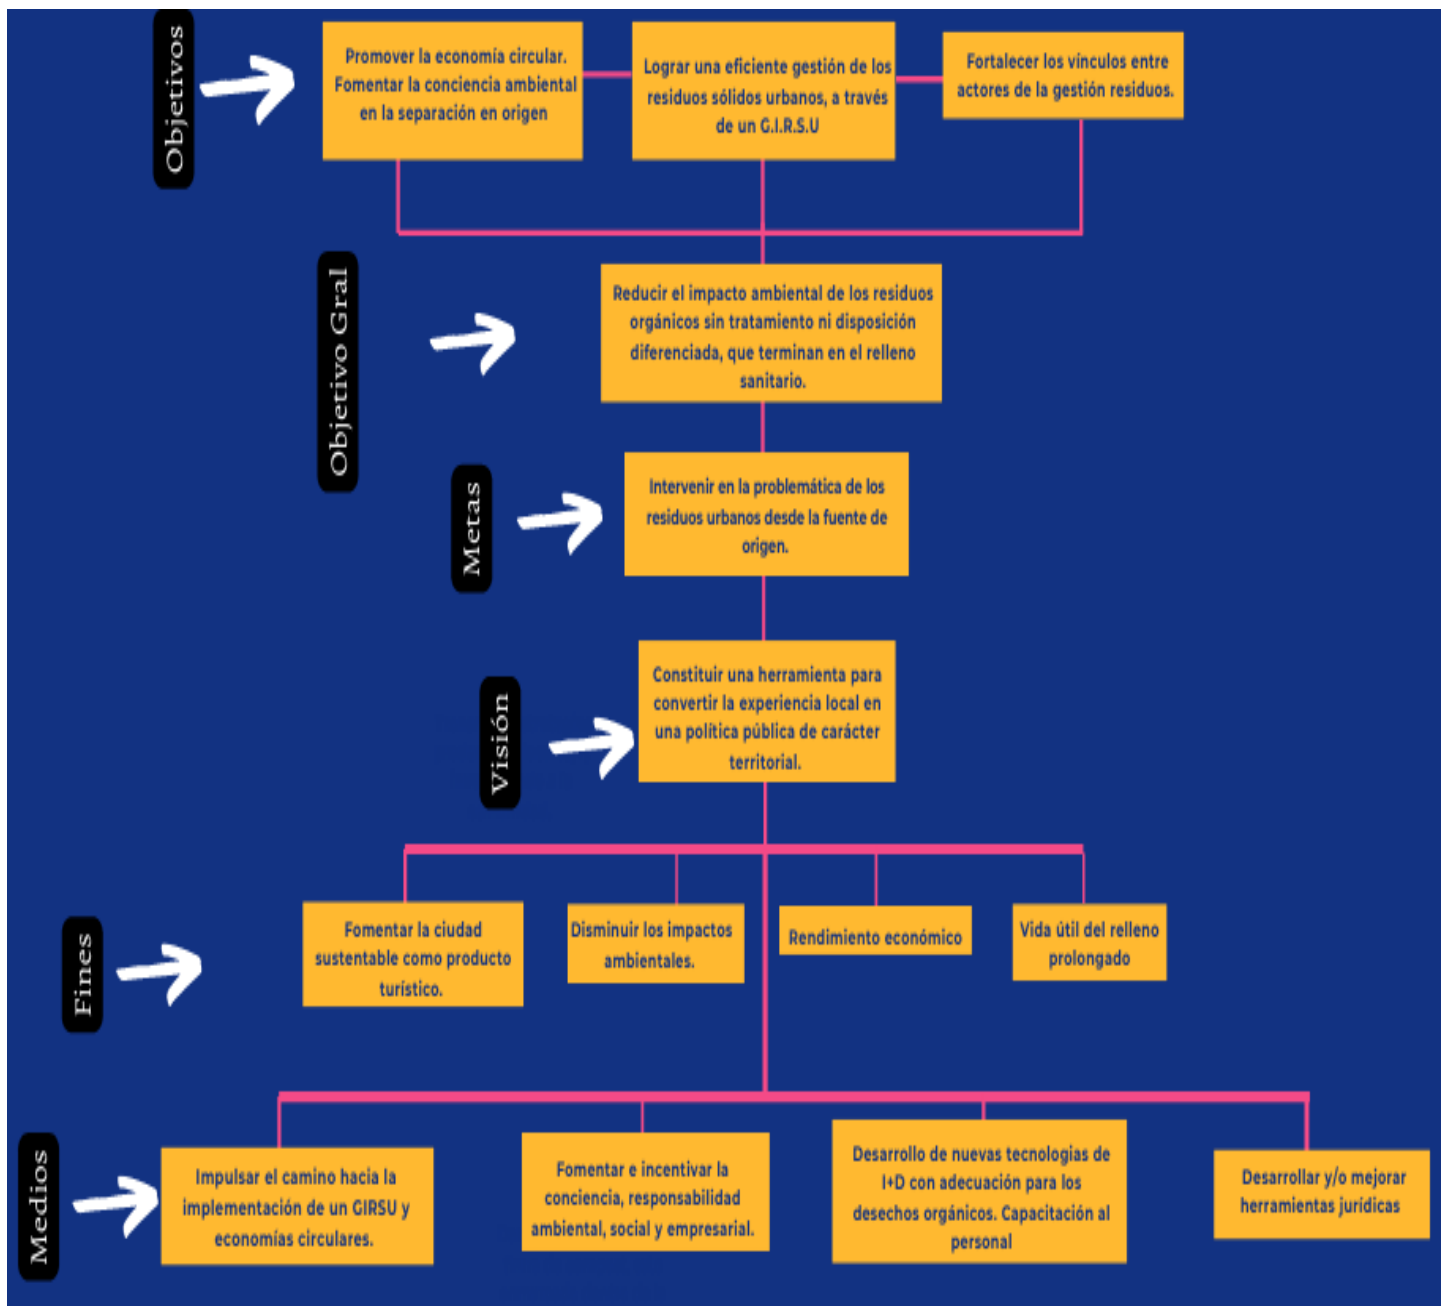 Objetivos
Promover la economía circular.
Fomentar la conciencia ambiental
en la separación en origen
Lograr una eficiente gestión de los
residuos sólidos urbanos, a través
de un G.I.R.S.U
Fortalecer los vínculos entre
actores de la gestión residuos.
Objetivo Gral
Reducir el impacto ambiental de los residuos
orgánicos sin tratamiento ni disposición
diferenciada, que terminan en el relleno
sanitario.
Metas
Intervenir en la problemática de los
residuos urbanos desde la fuente de
origen.
Visión
Constituir una herramienta para
convertir la experiencia local en
una política pública de carácter
territorial.
Fines
Fomentar la ciudad
sustentable como producto
turístico.
Disminuir los impactos
ambientales.
Rendimiento económico
Vida útil del relleno
prolongado
Medios
Impulsar el camino hacia la
implementación de un GIRSU y
economías circulares.
Fomentar e incentivar la
conciencia, responsabilidad
ambiental, social y empresarial.
Desarrollo de nuevas tecnologías de
I+D con adecuación para los
desechos orgánicos. Capacitación al
personal
Desarrollar y/o mejorar
herramientas jurídicas